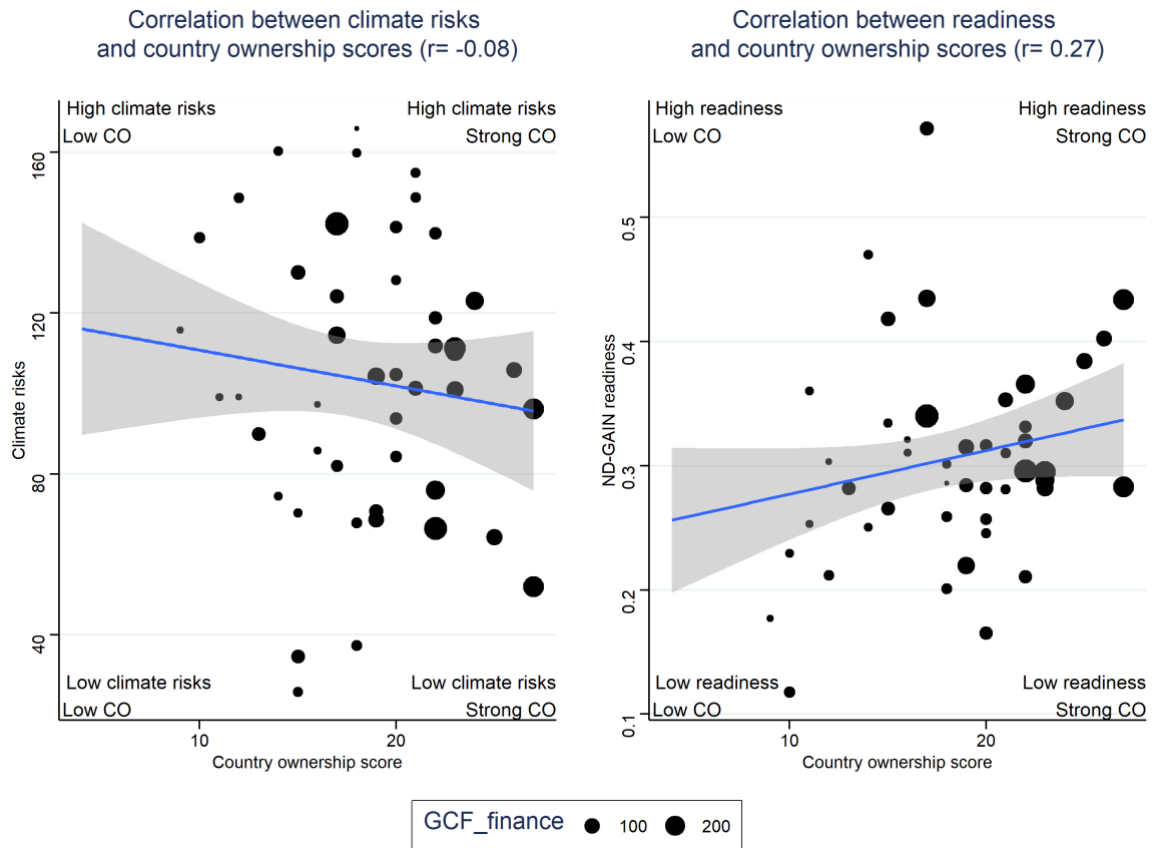 Correlation between climate risks
and country ownership scores (r= -0.08)
High climate risks
Low CO
High climate risks
Strong CO
160
120
80
40
Climate risks
Low climate risks
Low CO
Low climate risks
Strong CO
10
20
Country ownership score
Correlation between readiness
and country ownership scores (r= 0.27)
High readiness
Low CO
High readiness
Strong CO
0.5
0.4
0.3
0.2
0.1
ND-GAIN readiness
Low readiness
Low CO
Low readiness
Strong CO
10
20
Country ownership score
GCF_finance
100
200